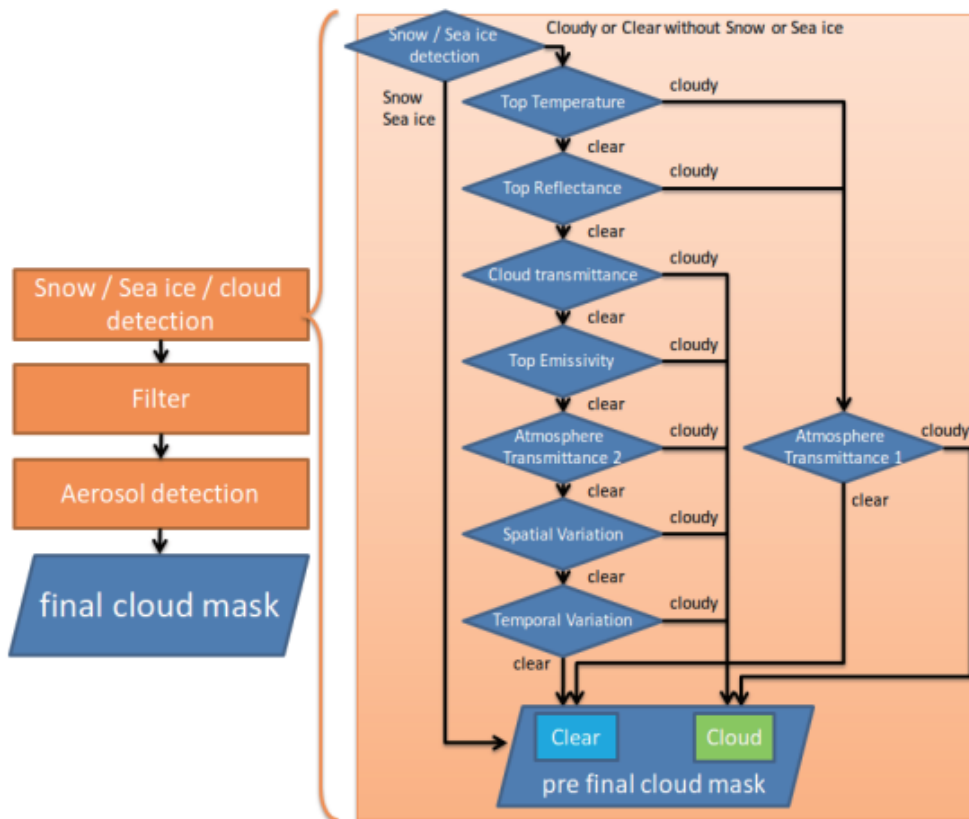 Snow / Sea ice / cloud
detection
Filter
Aerosol detection
final cloud mask
Snow / Sea ice
detection
Cloudy or Clear without Snow or Sea ice
Snow
Sea ice
Top Temperature
cloudy
clear
Top Reflectance
cloudy
clear
Cloud transmittance
cloudy
clear
Top Emissivity
cloudy
clear
Atmosphere
Transmittance 2
cloudy
clear
Atmosphere
Transmittance 1
cloudy
clear
Spatial Variation
cloudy
clear
Temporal Variation
cloudy
clear
Clear
Cloud
pre final cloud mask